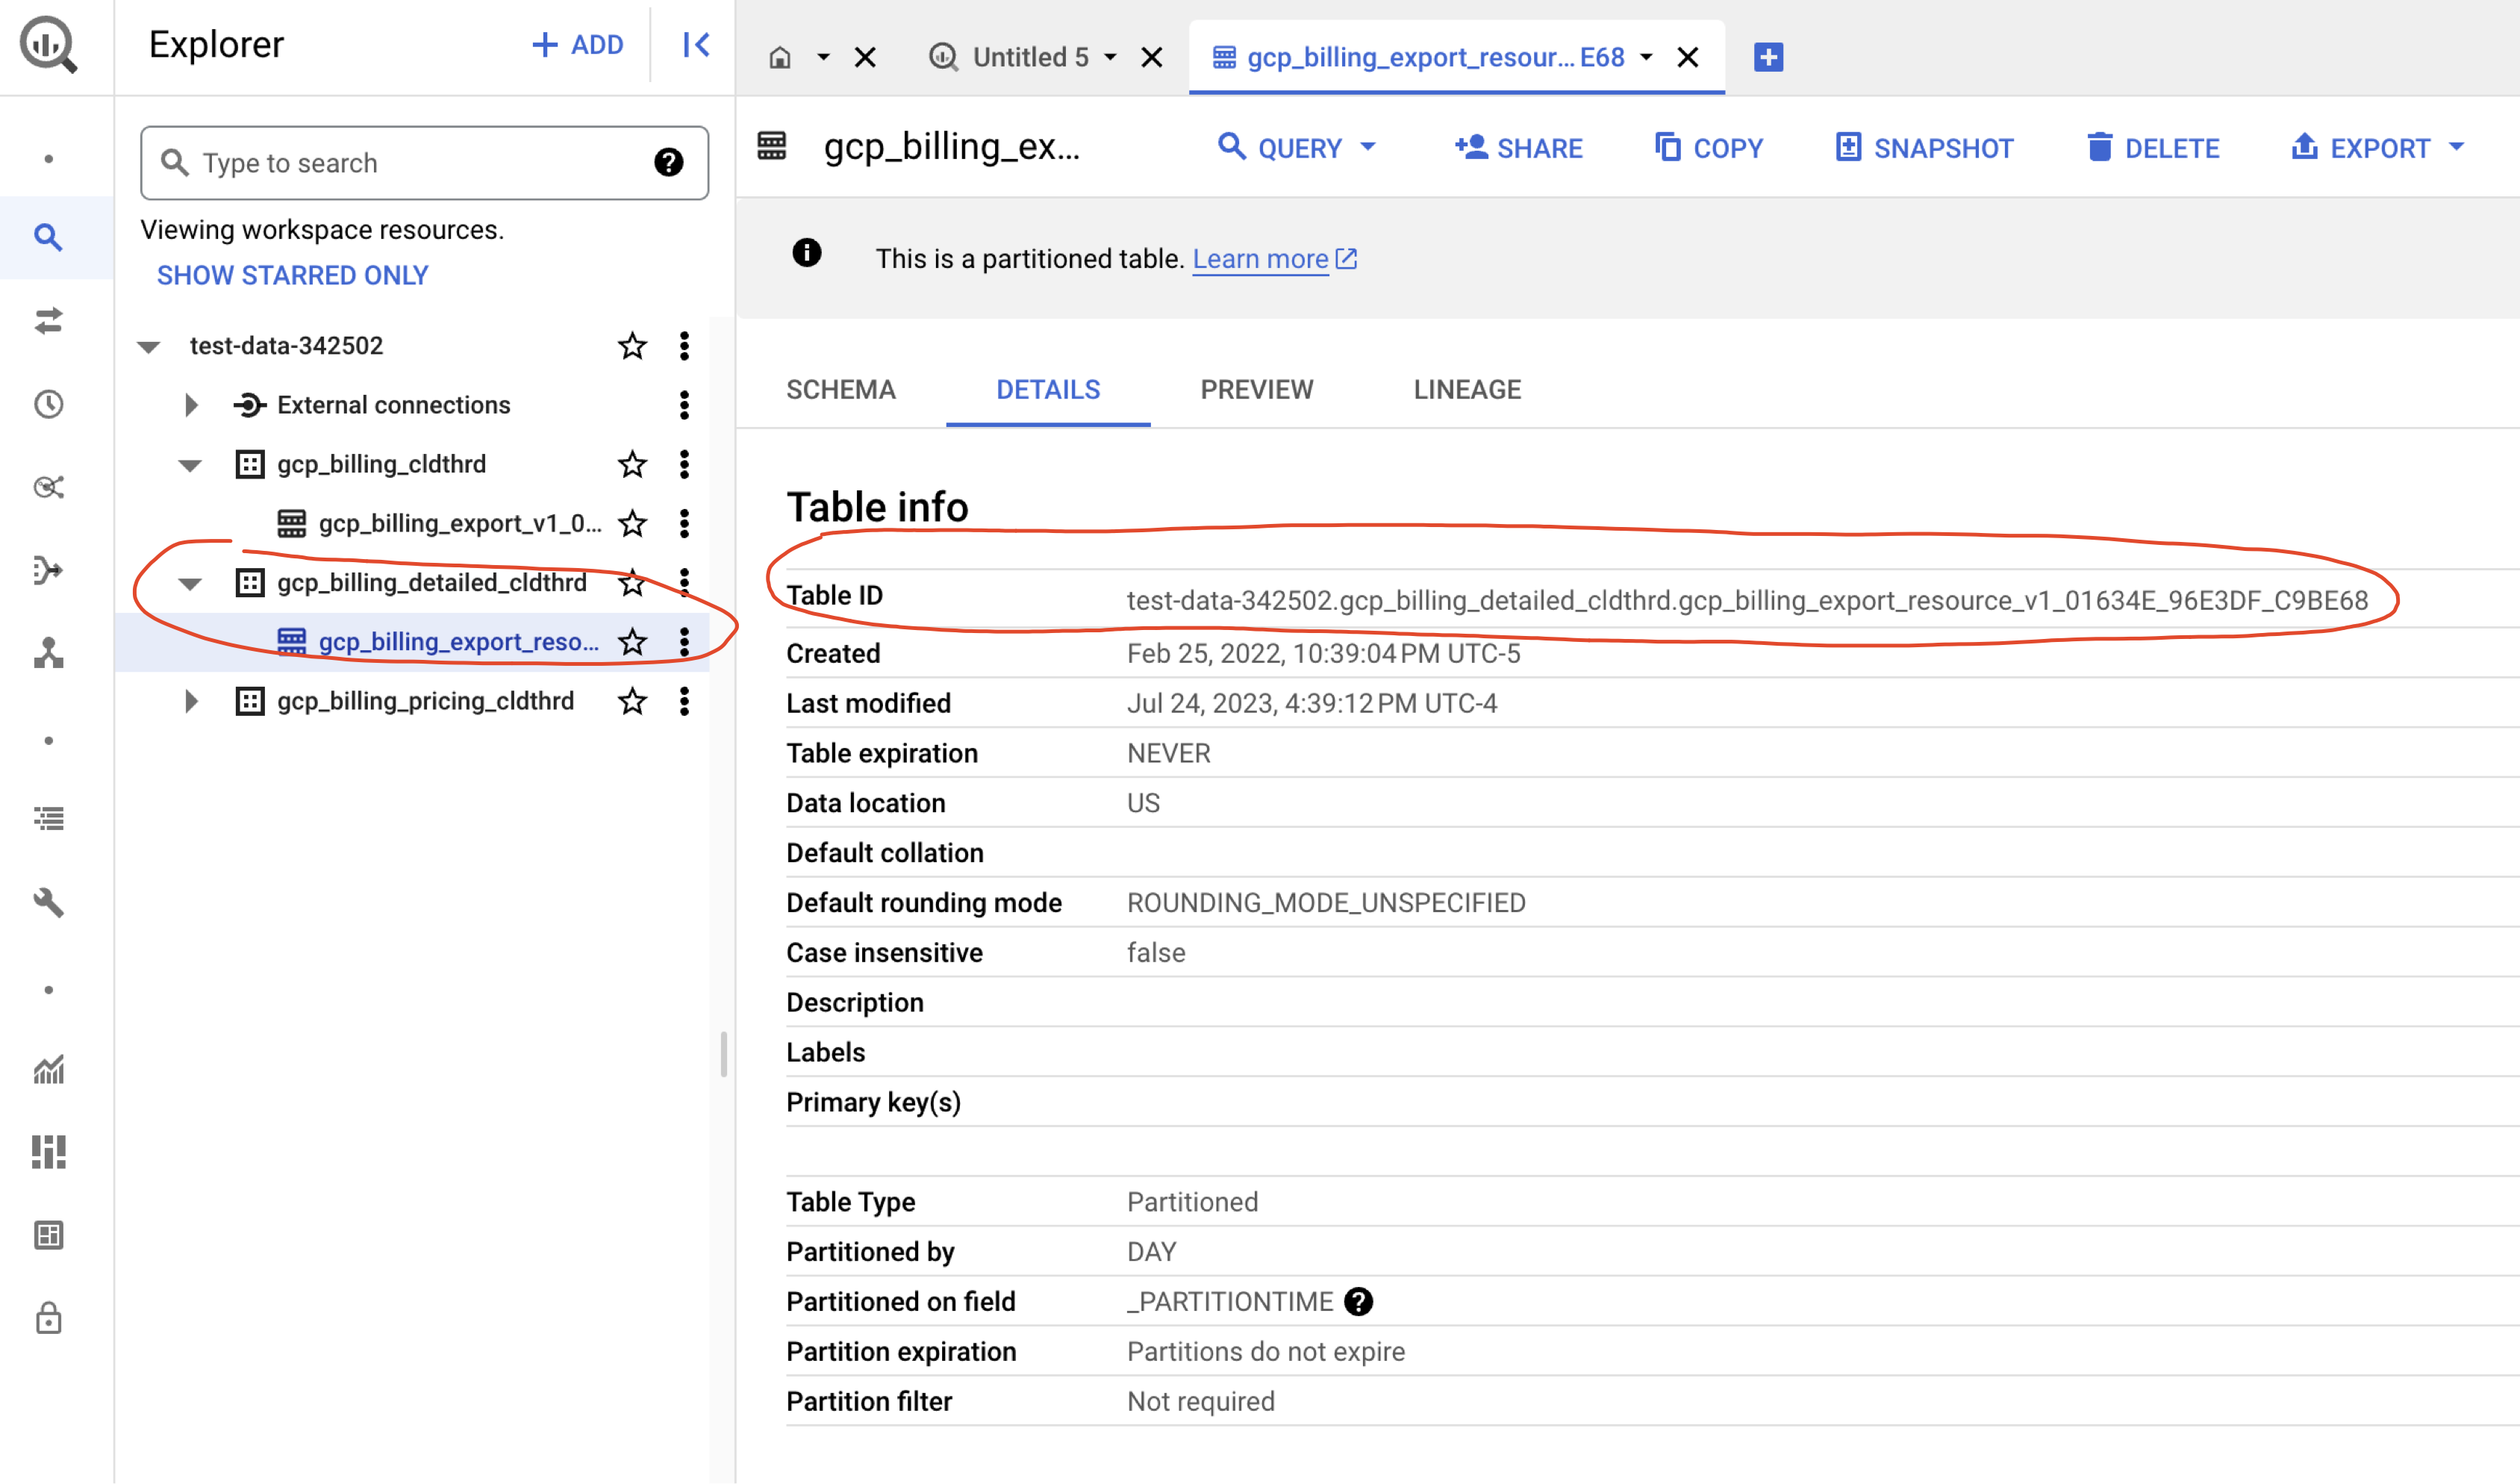 Explorer
+ ADD
Untitled 5
gcp_billing_export_resour... E68
Type to search
Viewing workspace resources.
SHOW STARRED ONLY
test-data-342502
External connections
gcp_billing_cldthrd
gcp_billing_export_v1_0...
gcp_billing_detailed_cldthrd
gcp_billing_export_reso...
gcp_billing_pricing_cldthrd
gcp_billing_ex...
QUERY
SHARE
COPY
SNAPSHOT
DELETE
EXPORT
This is a partitioned table. Learn more
SCHEMA
DETAILS
PREVIEW
LINEAGE
Table info
Table ID test-data-342502.gcp_billing_detailed_cldthrd.gcp_billing_export_resource_v1_01634E_96E3DF_C9BE68
Created Feb 25, 2022, 10:39:04 PM UTC-5
Last modified Jul 24, 2023, 4:39:12 PM UTC-4
Table expiration NEVER
Data location US
Default collation
Default rounding mode ROUNDING_MODE_UNSPECIFIED
Case insensitive false
Description
Labels
Primary key(s)
Table Type Partitioned
Partitioned by DAY
Partitioned on field _PARTITIONTIME
Partition expiration Partitions do not expire
Partition filter Not required